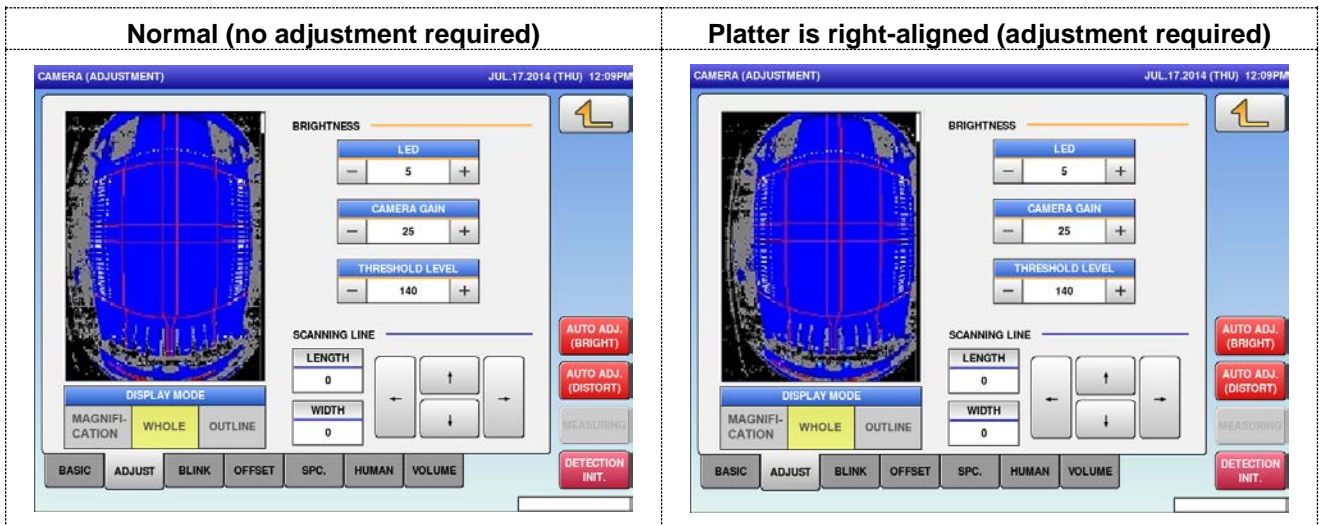 Normal (no adjustment required)
Platter is right-aligned (adjustment required)
CAMERA (ADJUSTMENT) JUL.17.2014 (THU) 12:09PM
BRIGHTNESS
LED
− 5 +
CAMERA GAIN
− 25 +
THRESHOLD LEVEL
− 140 +
SCANNING LINE
LENGTH
0
WIDTH
0
← ↑ ↓ →
DISPLAY MODE
MAGNIFI-
CATION
WHOLE
OUTLINE
AUTO ADJ.
(BRIGHT)
AUTO ADJ.
(DISTORT)
MEASURING
DETECTION
INIT.
BASIC ADJUST BLINK OFFSET SPC. HUMAN VOLUME
CAMERA (ADJUSTMENT) JUL.17.2014 (THU) 12:09PM
BRIGHTNESS
LED
− 5 +
CAMERA GAIN
− 25 +
THRESHOLD LEVEL
− 140 +
SCANNING LINE
LENGTH
0
WIDTH
0
← ↑ ↓ →
DISPLAY MODE
MAGNIFI-
CATION
WHOLE
OUTLINE
AUTO ADJ.
(BRIGHT)
AUTO ADJ.
(DISTORT)
MEASURING
DETECTION
INIT.
BASIC ADJUST BLINK OFFSET SPC. HUMAN VOLUME